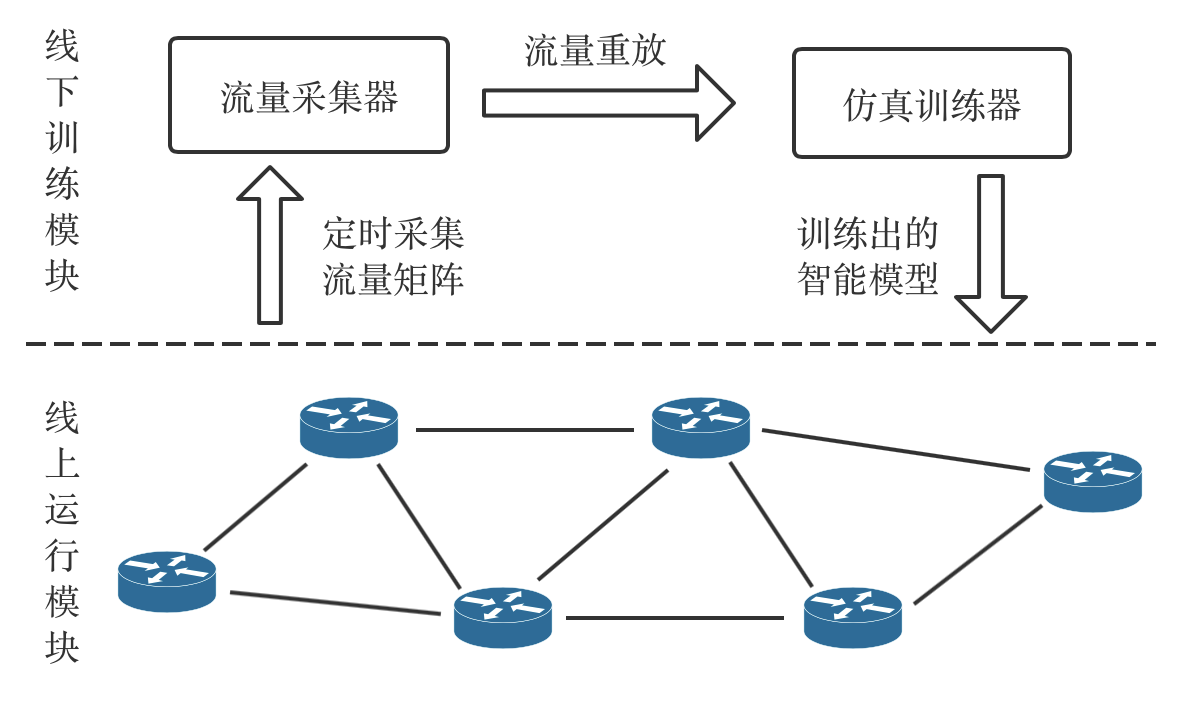 线下训练模块
流量采集器
流量重放
仿真训练器
定时采集
流量矩阵
训练出的
智能模型
线上运行模块